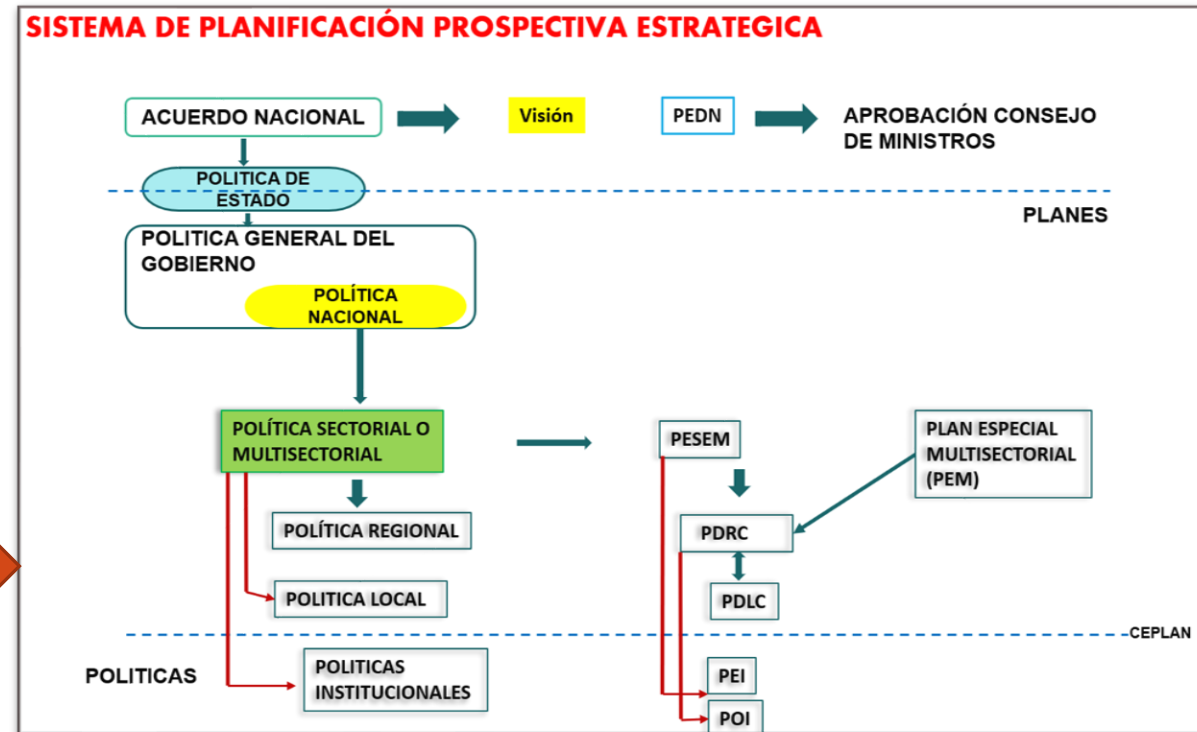 SISTEMA DE PLANIFICACIÓN PROSPECTIVA ESTRATEGICA
ACUERDO NACIONAL
Visión
PEDN
APROBACIÓN CONSEJO
DE MINISTROS
POLITICA DE
ESTADO
PLANES
POLITICA GENERAL DEL
GOBIERNO
POLÍTICA
NACIONAL
POLÍTICA SECTORIAL O
MULTISECTORIAL
PESEM
PLAN ESPECIAL
MULTISECTORIAL
(PEM)
POLÍTICA REGIONAL
PDRC
POLITICA LOCAL
PDLC
CEPLAN
POLITICAS
POLITICAS
INSTITUCIONALES
PEI
POI